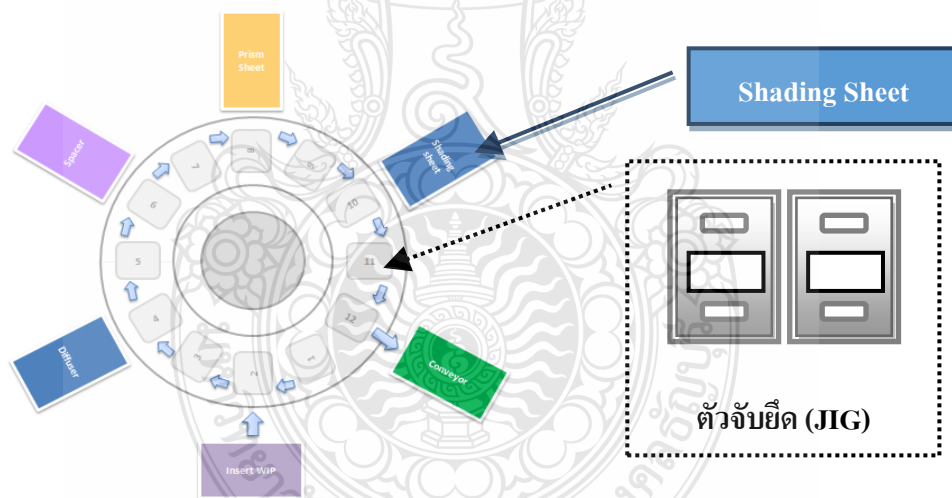 Prism
Sheet
Shading Sheet
Spacer
Shading
sheet
7
8
9
6
10
5
11
4
12
3
2
1
Diffuser
Conveyor
Insert WIP
ตัวจับยึด (JIG)